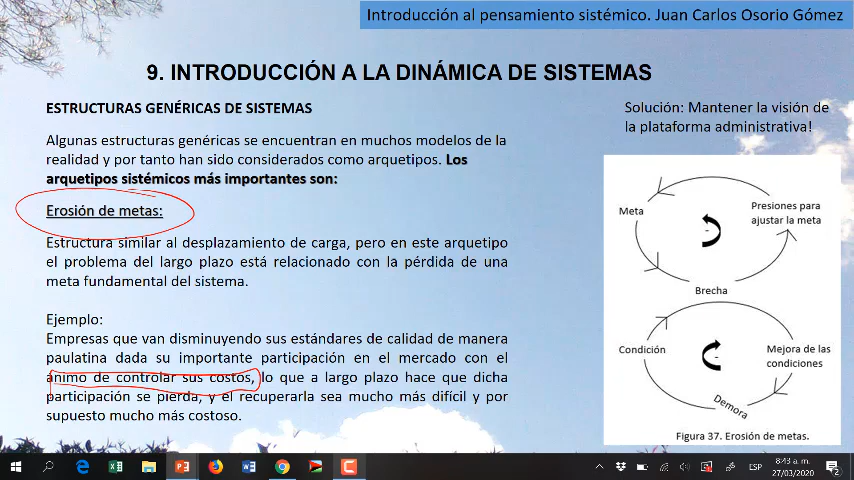 Introducción al pensamiento sistémico. Juan Carlos Osorio Gómez
9. INTRODUCCIÓN A LA DINÁMICA DE SISTEMAS
ESTRUCTURAS GENÉRICAS DE SISTEMAS
Algunas estructuras genéricas se encuentran en muchos modelos de la
realidad y por tanto han sido considerados como arquetipos. Los
arquetipos sistémicos más importantes son:
Erosión de metas:
Estructura similar al desplazamiento de carga, pero en este arquetipo
el problema del largo plazo está relacionado con la pérdida de una
meta fundamental del sistema.
Ejemplo:
Empresas que van disminuyendo sus estándares de calidad de manera
paulatina dada su importante participación en el mercado con el
ánimo de controlar sus costos, lo que a largo plazo hace que dicha
participación se pierda, y el recuperarla sea mucho más difícil y por
supuesto mucho más costoso.
Solución: Mantener la visión de
la plataforma administrativa!
Meta
Presiones para
ajustar la meta
-
Brecha
Condición
-
Mejora de las
condiciones
Demora
Figura 37. Erosión de metas.
ESP
8:43 a. m.
27/03/2020
2